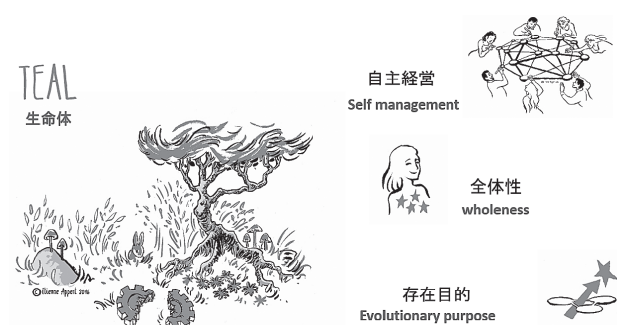 TEAL
生命体
© Etienne Appert 2016
自主経営
Self management
全体性
wholeness
存在目的
Evolutionary purpose